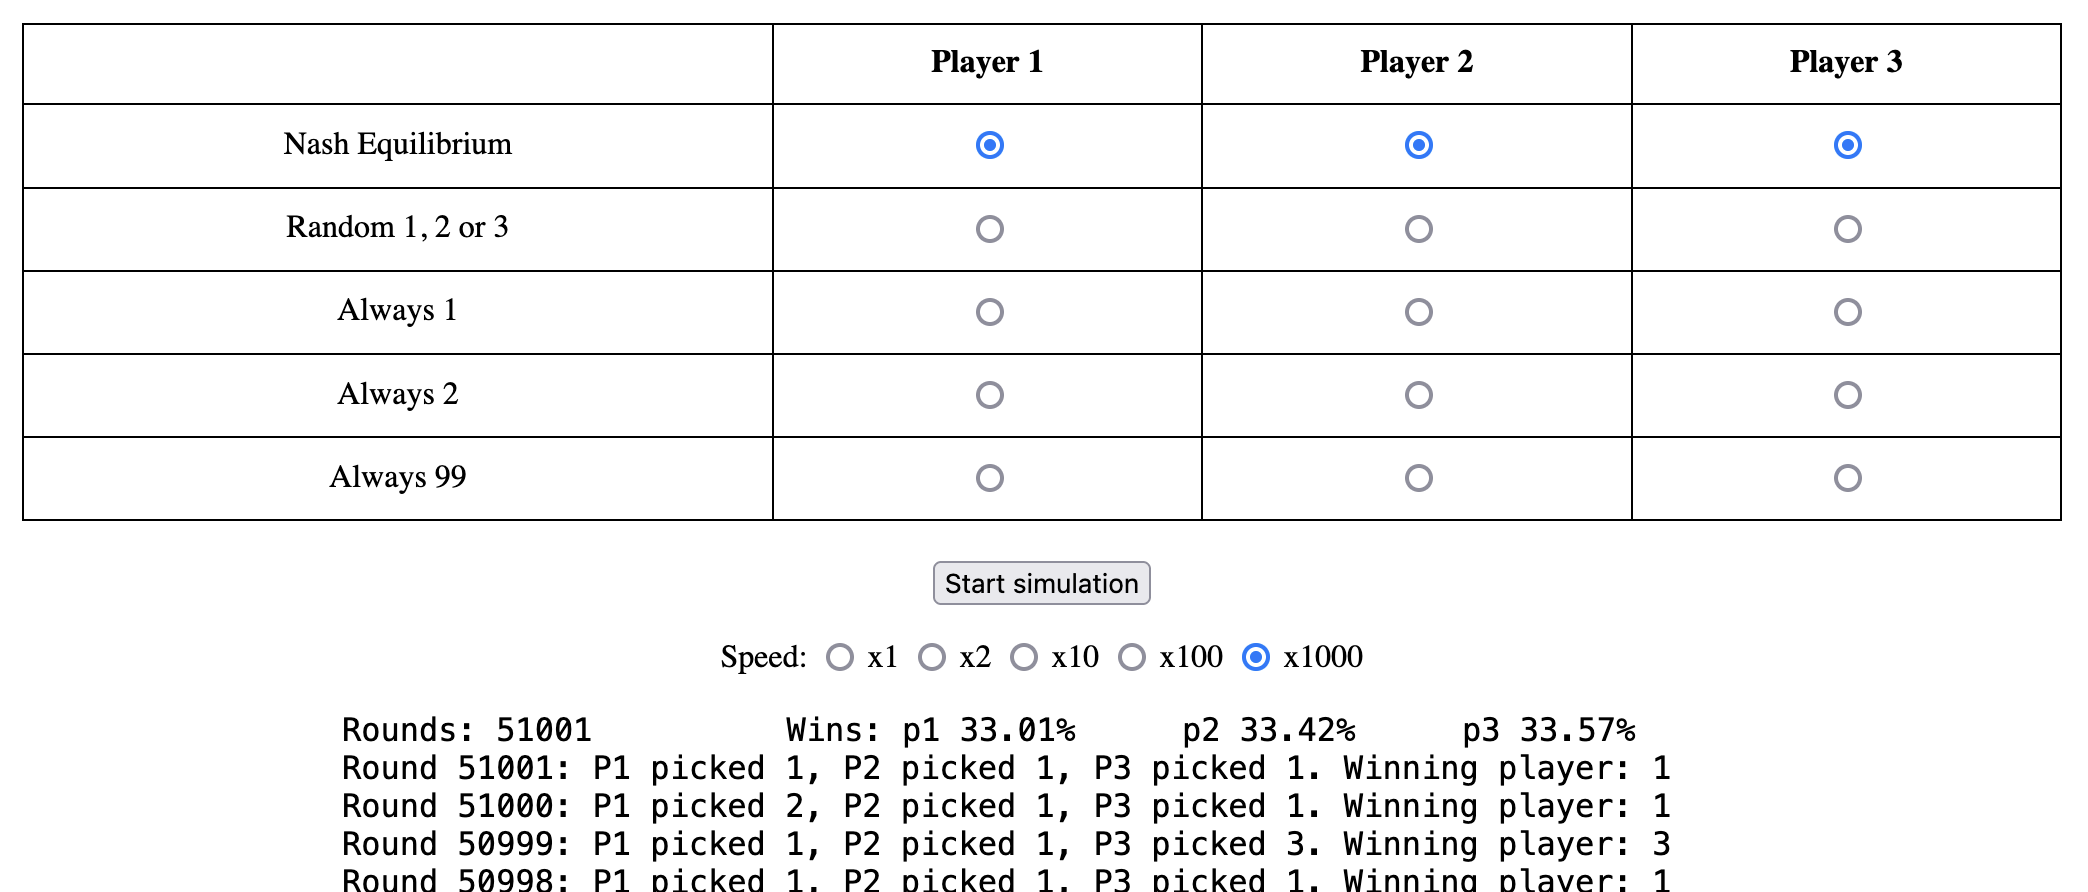 Player 1 Player 2 Player 3
Nash Equilibrium
Random 1, 2 or 3
Always 1
Always 2
Always 99
Start simulation
Speed: x1 x2 x10 x100 x1000
Rounds: 51001 Wins: p1 33.01% p2 33.42% p3 33.57%
Round 51001: P1 picked 1, P2 picked 1, P3 picked 1. Winning player: 1
Round 51000: P1 picked 2, P2 picked 1, P3 picked 1. Winning player: 1
Round 50999: P1 picked 1, P2 picked 1, P3 picked 3. Winning player: 3
Round 50998: P1 picked 1, P2 picked 1, P3 picked 1. Winning player: 1